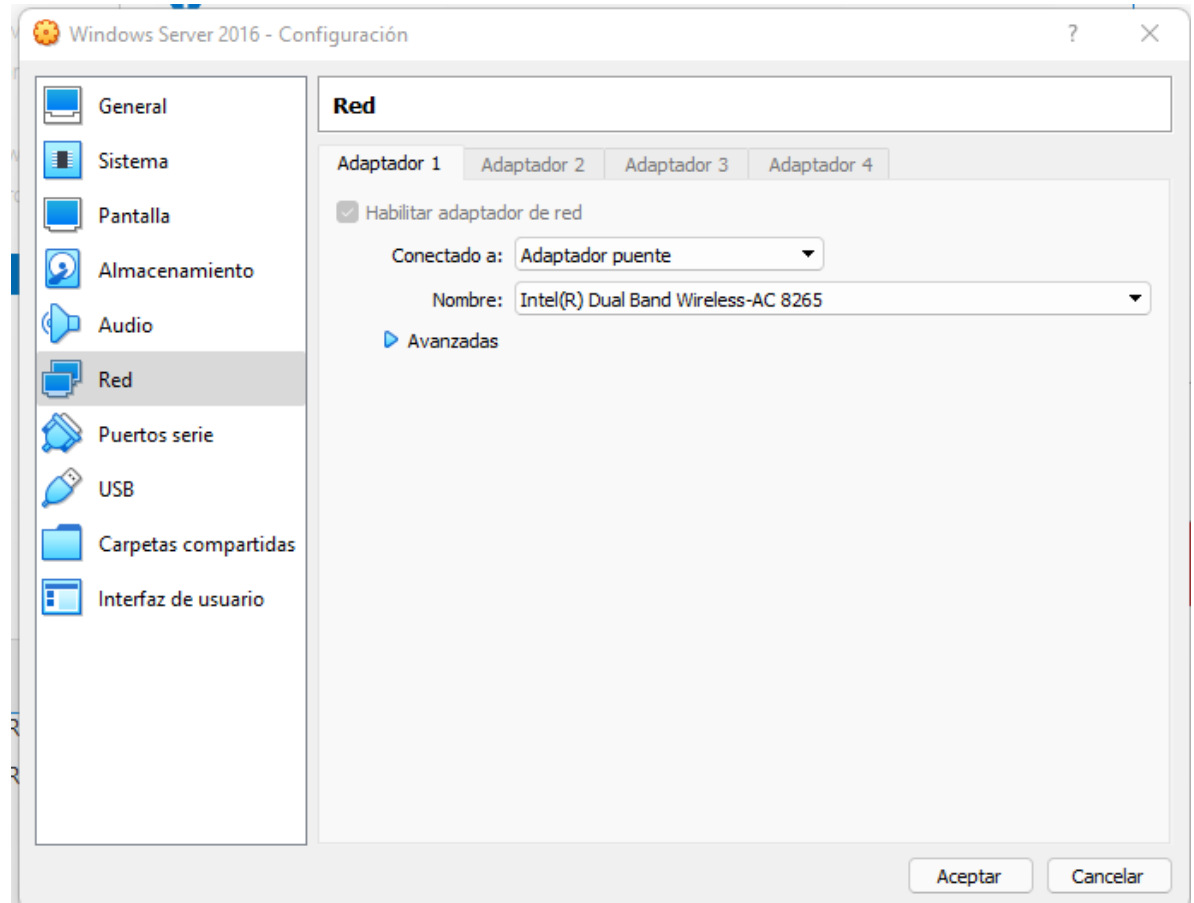 Windows Server 2016 - Configuración
?
General
Sistema
Pantalla
Almacenamiento
Audio
Red
Puertos serie
USB
Carpetas compartidas
Interfaz de usuario
Red
Adaptador 1 Adaptador 2 Adaptador 3 Adaptador 4
Habilitar adaptador de red
Conectado a: Adaptador puente
Nombre: Intel(R) Dual Band Wireless-AC 8265
Avanzadas
Aceptar Cancelar